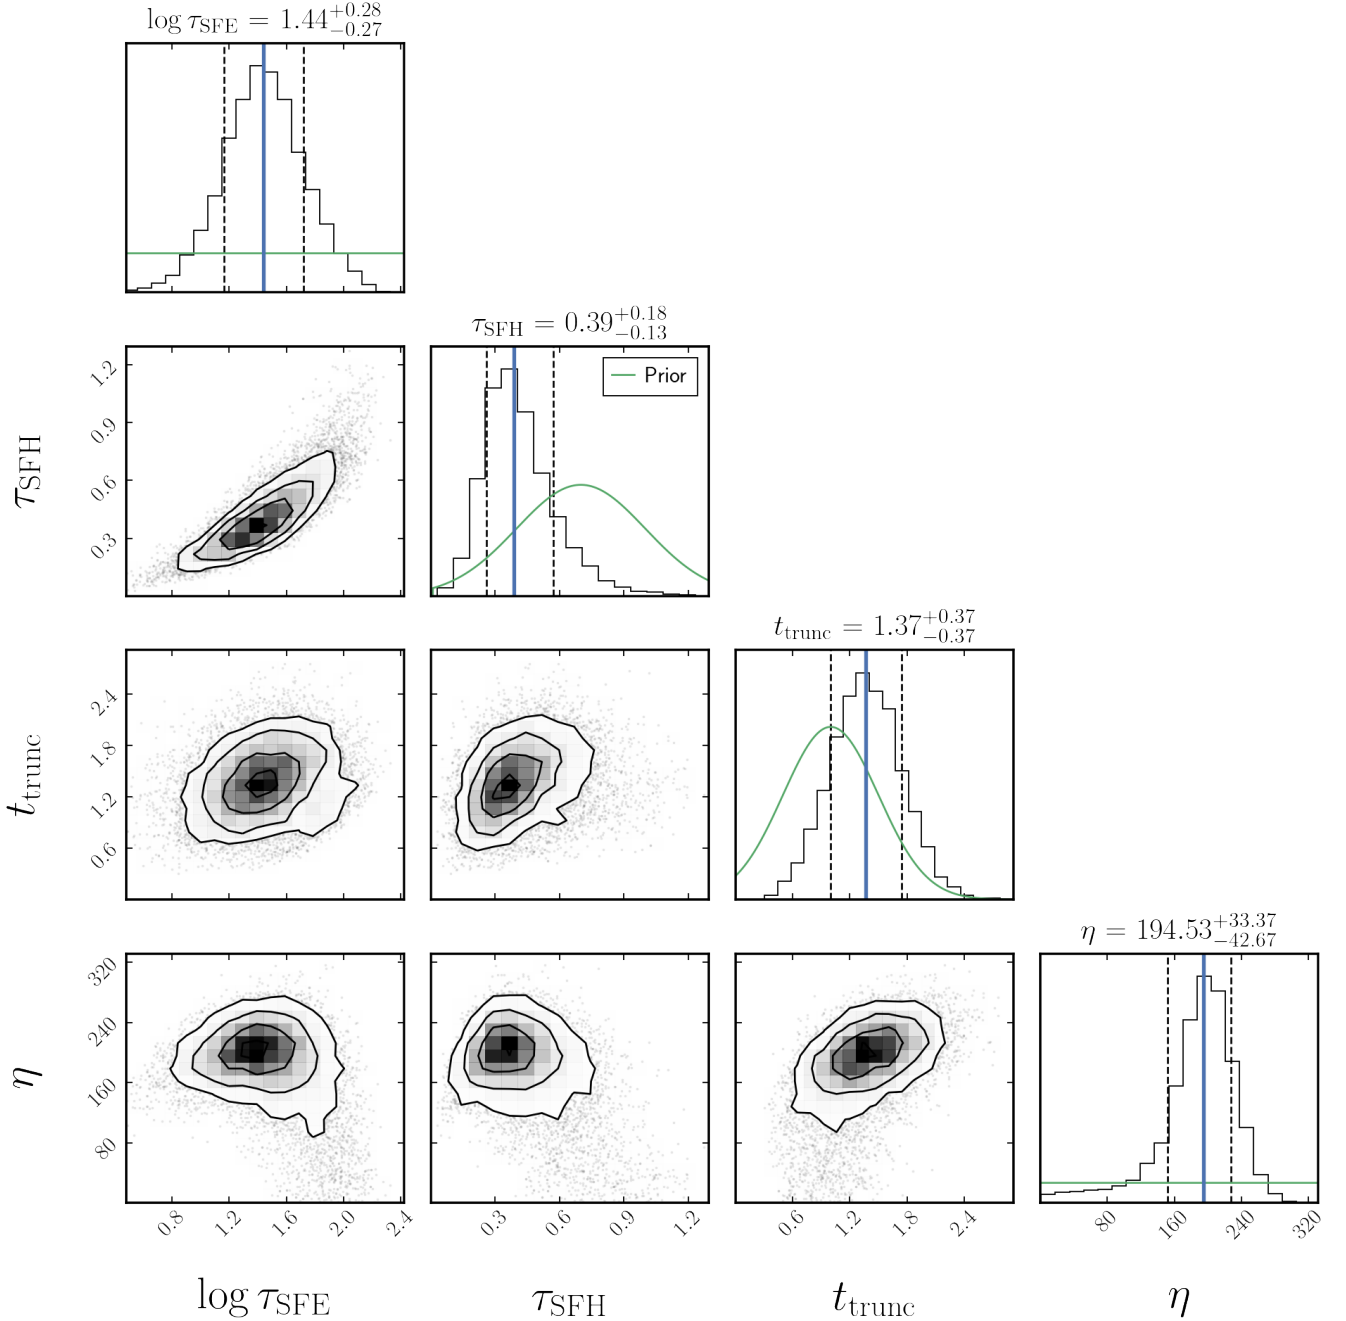 log τ_SFE = 1.44^{+0.28}_{−0.27}
τ_SFH = 0.39^{+0.18}_{−0.13}
Prior
1.2
0.9
0.6
0.3
τ_SFH
t_trunc = 1.37^{+0.37}_{−0.37}
2.4
1.8
1.2
0.6
t_trunc
η = 194.53^{+33.37}_{−42.67}
320
240
160
80
η
0.8 1.2 1.6 2.0 2.4
0.3 0.6 0.9 1.2
0.6 1.2 1.8 2.4
80 160 240 320
log τ_SFE
τ_SFH
t_trunc
η